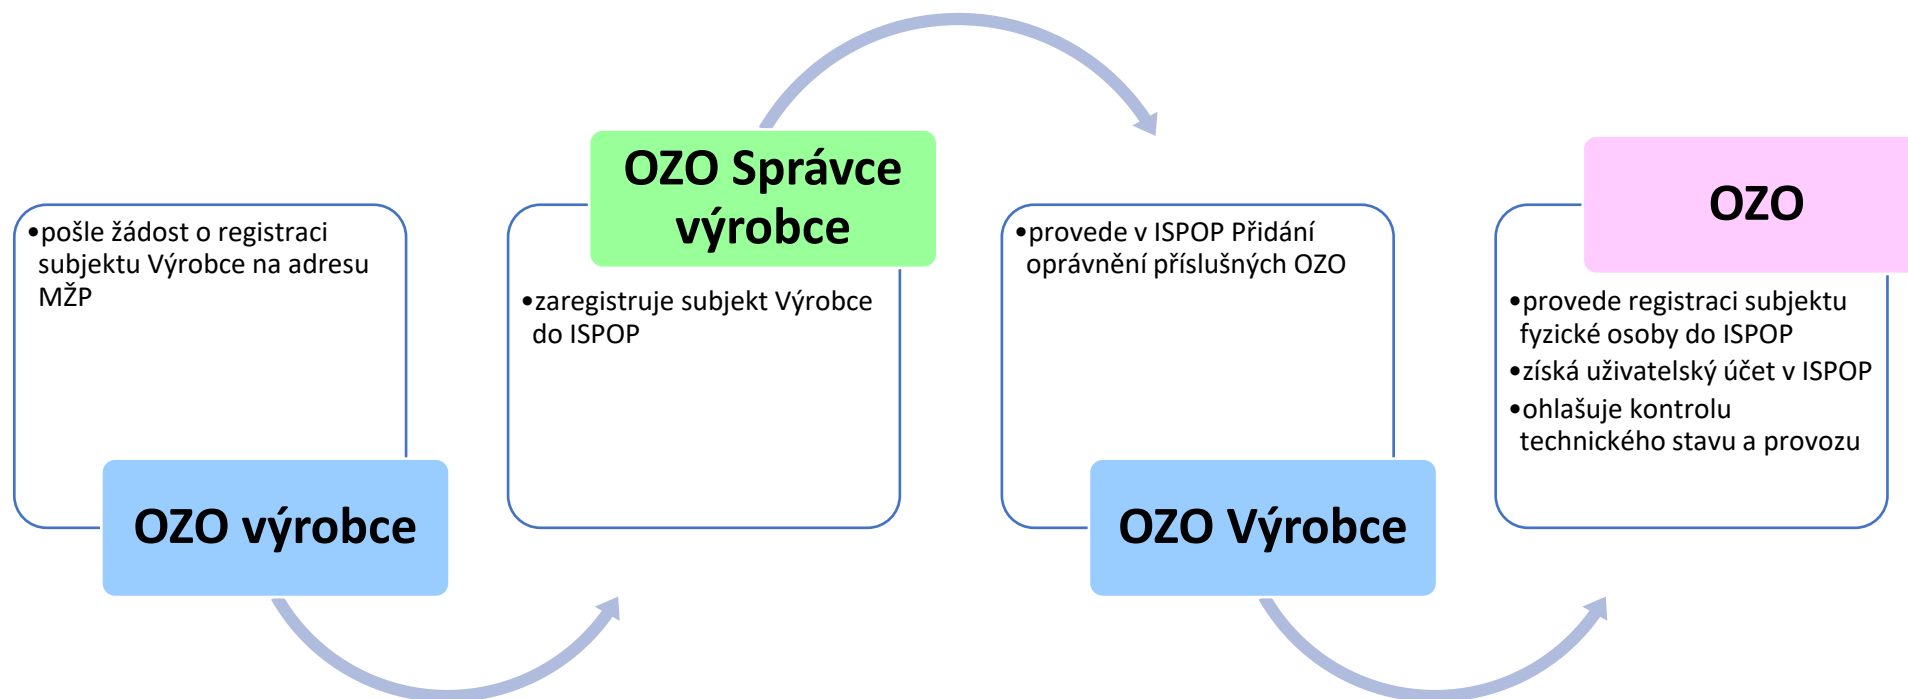 •pošle žádost o registraci
subjektu Výrobce na adresu
MŽP
OZO výrobce
OZO Správce
výrobce
•zaregistruje subjekt Výrobce
do ISPOP
•provede v ISPOP Přidání
oprávnění příslušných OZO
OZO Výrobce
OZO
•provede registraci subjektu
fyzické osoby do ISPOP
•získá uživatelský účet v ISPOP
•ohlašuje kontrolu
technického stavu a provozu